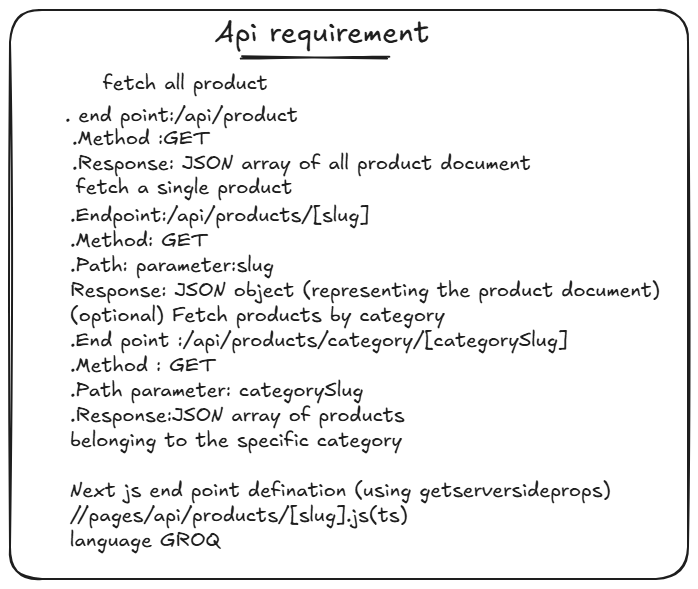 Api requirement
fetch all product
. end point:/api/product
.Method :GET
.Response: JSON array of all product document
fetch a single product
.Endpoint:/api/products/[slug]
.Method: GET
.Path: parameter:slug
Response: JSON object (representing the product document)
(optional) Fetch products by category
.End point :/api/products/category/[categorySlug]
.Method : GET
.Path parameter: categorySlug
.Response:JSON array of products
belonging to the specific category
Next js end point defination (using getserversideprops)
//pages/api/products/[slug].js(ts)
language GROQ